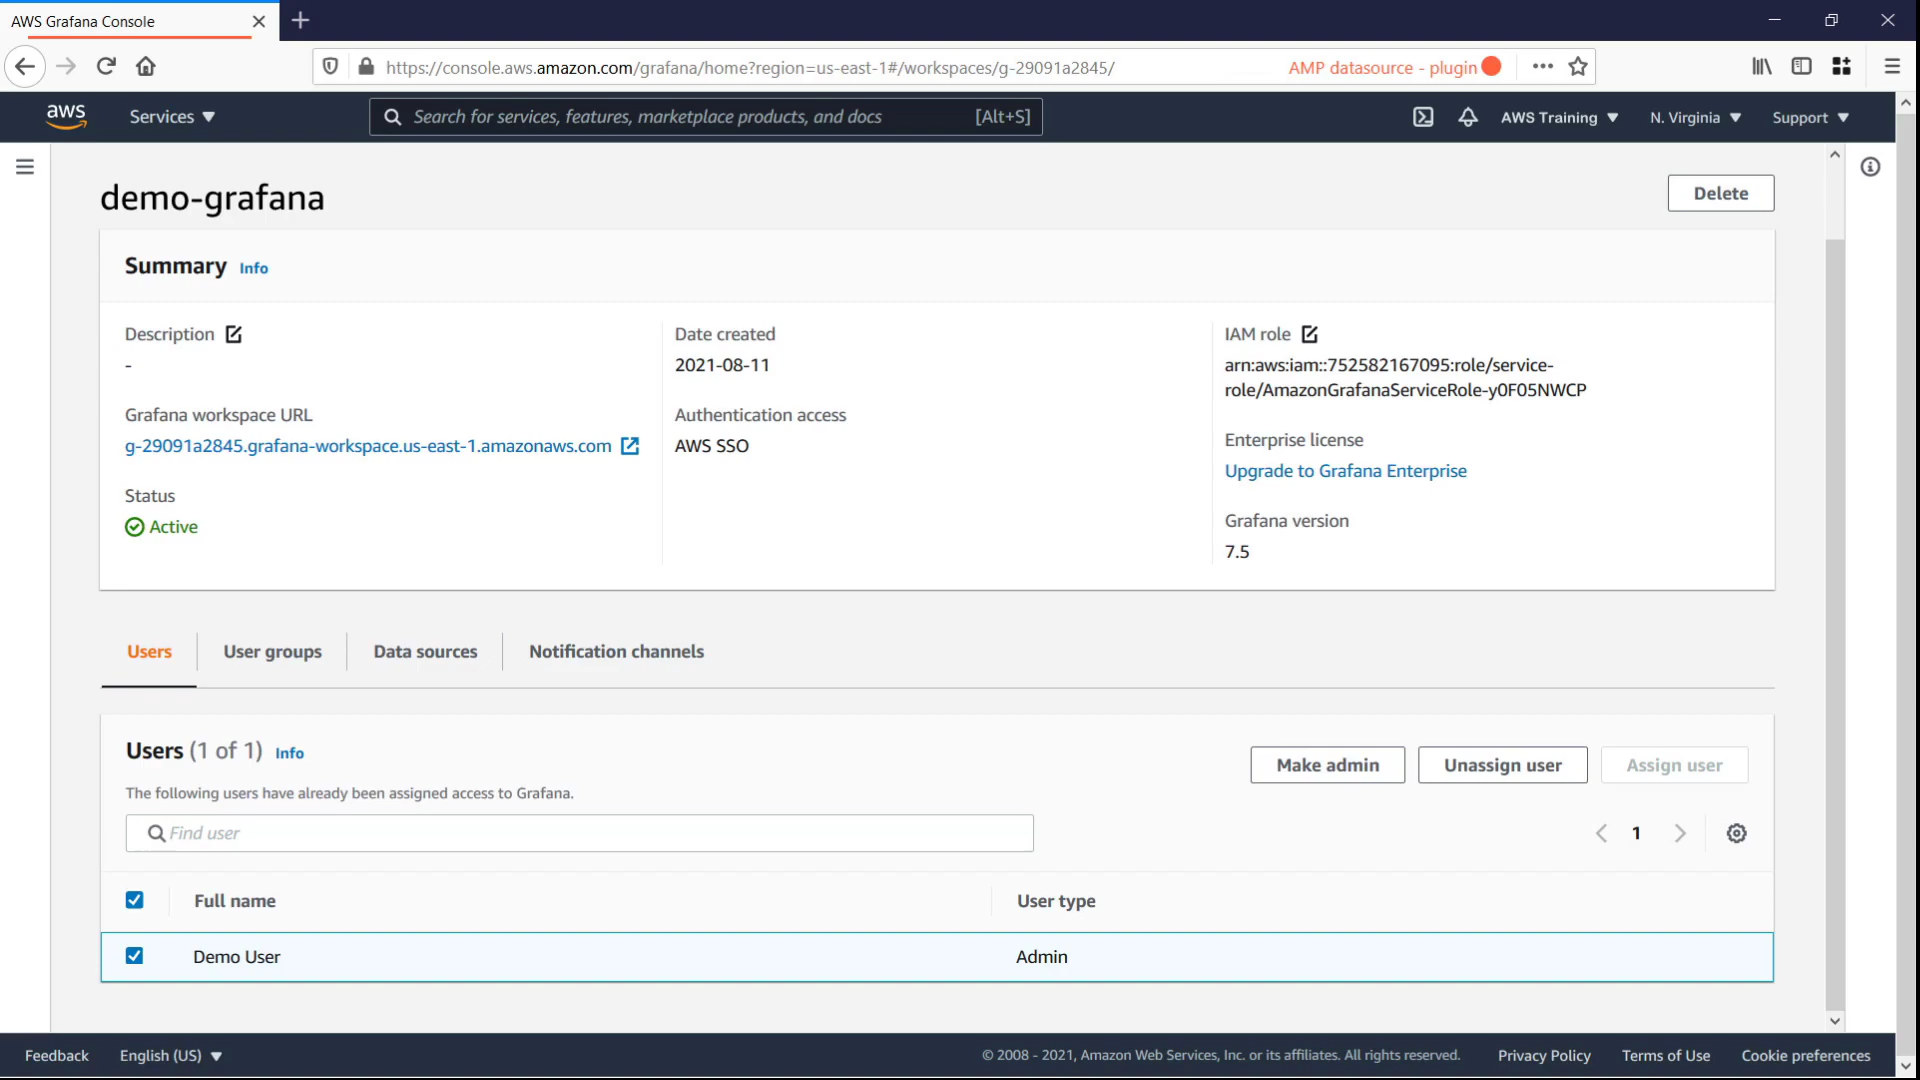 AWS Grafana Console
https://console.aws.amazon.com/grafana/home?region=us-east-1#/workspaces/g-29091a2845/
AMP datasource - plugin
aws
Services
Search for services, features, marketplace products, and docs
[Alt+S]
AWS Training
N. Virginia
Support
demo-grafana
Delete
Summary Info
Description
-
Grafana workspace URL
g-29091a2845.grafana-workspace.us-east-1.amazonaws.com
Status
Active
Date created
2021-08-11
Authentication access
AWS SSO
IAM role
arn:aws:iam::752582167095:role/service-
role/AmazonGrafanaServiceRole-y0F05NWCP
Enterprise license
Upgrade to Grafana Enterprise
Grafana version
7.5
Users
User groups
Data sources
Notification channels
Users (1 of 1) Info
The following users have already been assigned access to Grafana.
Make admin
Unassign user
Assign user
Find user
1
Full name
User type
Demo User
Admin
Feedback
English (US)
© 2008 - 2021, Amazon Web Services, Inc. or its affiliates. All rights reserved.
Privacy Policy
Terms of Use
Cookie preferences